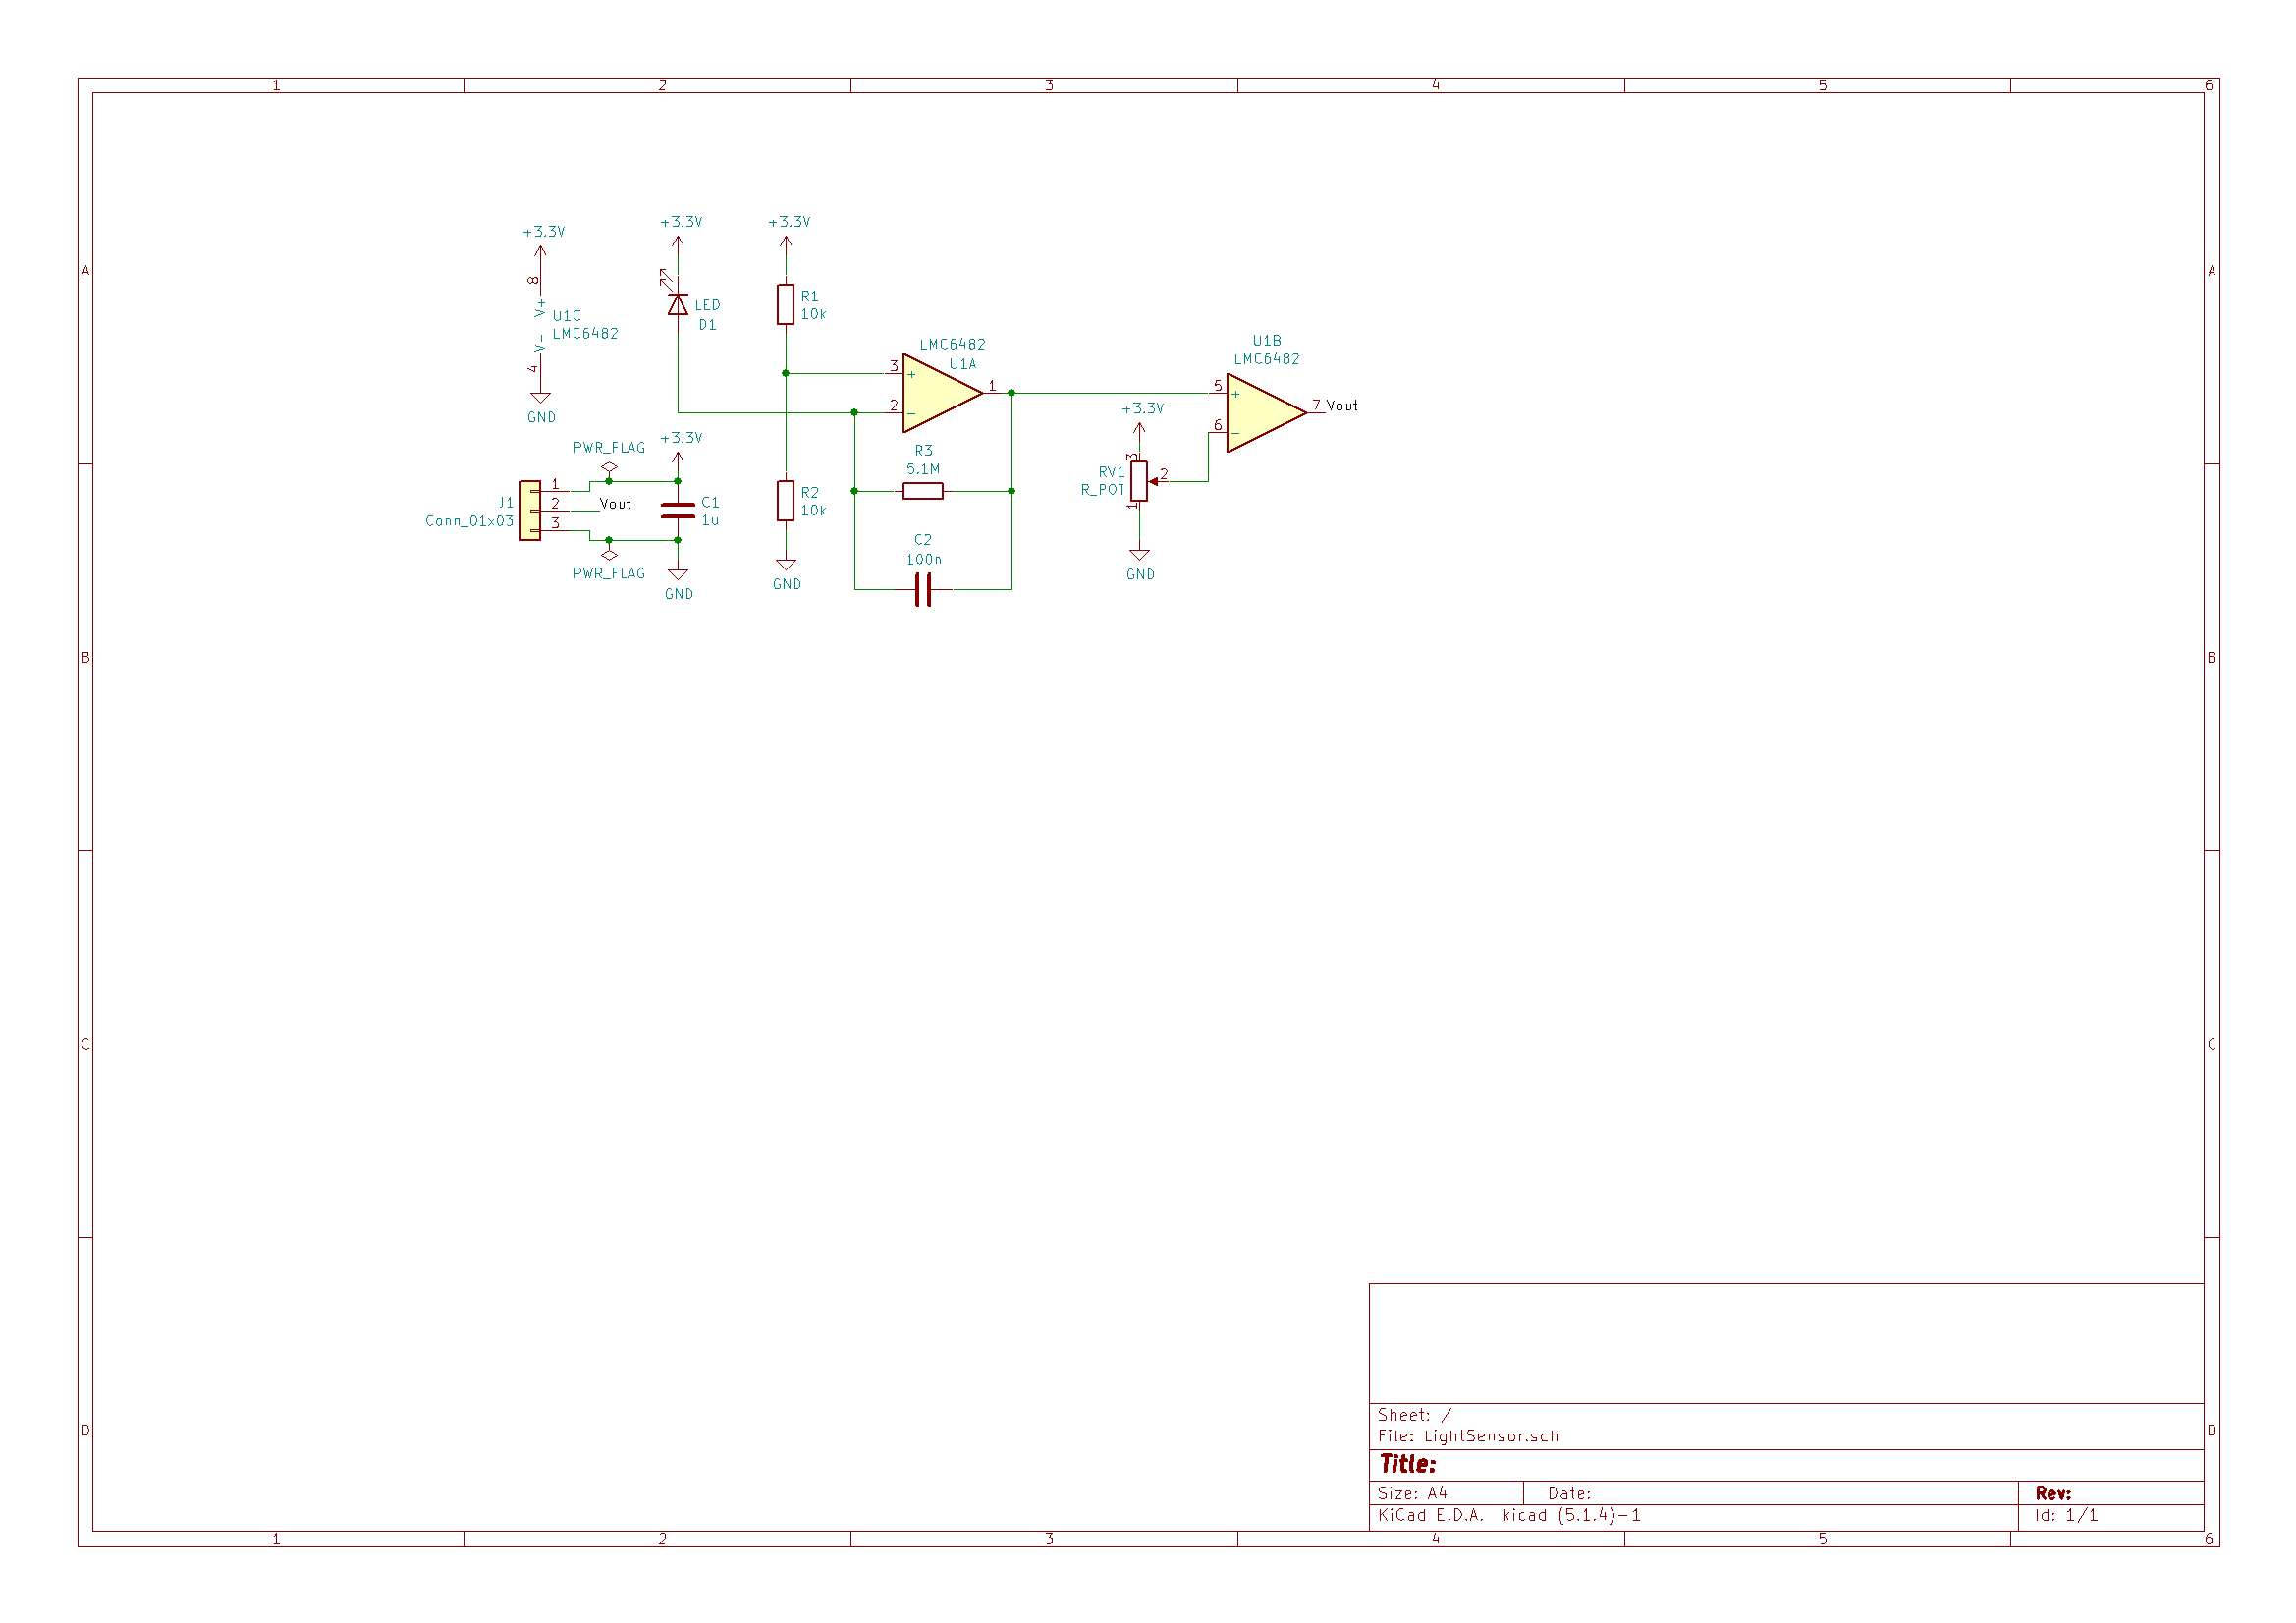 1 2 3 4 5 6
A
B
C
D
A
B
C
D
1 2 3 4 5 6
+3.3V
8
V+
V-
4
U1C
LMC6482
GND
+3.3V
LED
D1
+3.3V
R1
10k
R2
10k
GND
LMC6482
U1A
3
+
2
-
1
R3
5.1M
C2
100n
U1B
LMC6482
5
+
6
-
7 Vout
+3.3V
3
RV1
R_POT
2
1
GND
PWR_FLAG
+3.3V
J1
Conn_01x03
1
2 Vout
3
C1
1u
PWR_FLAG
GND
Sheet: /
File: LightSensor.sch
Title:
Size: A4 Date: Rev:
KiCad E.D.A. kicad (5.1.4)-1 Id: 1/1